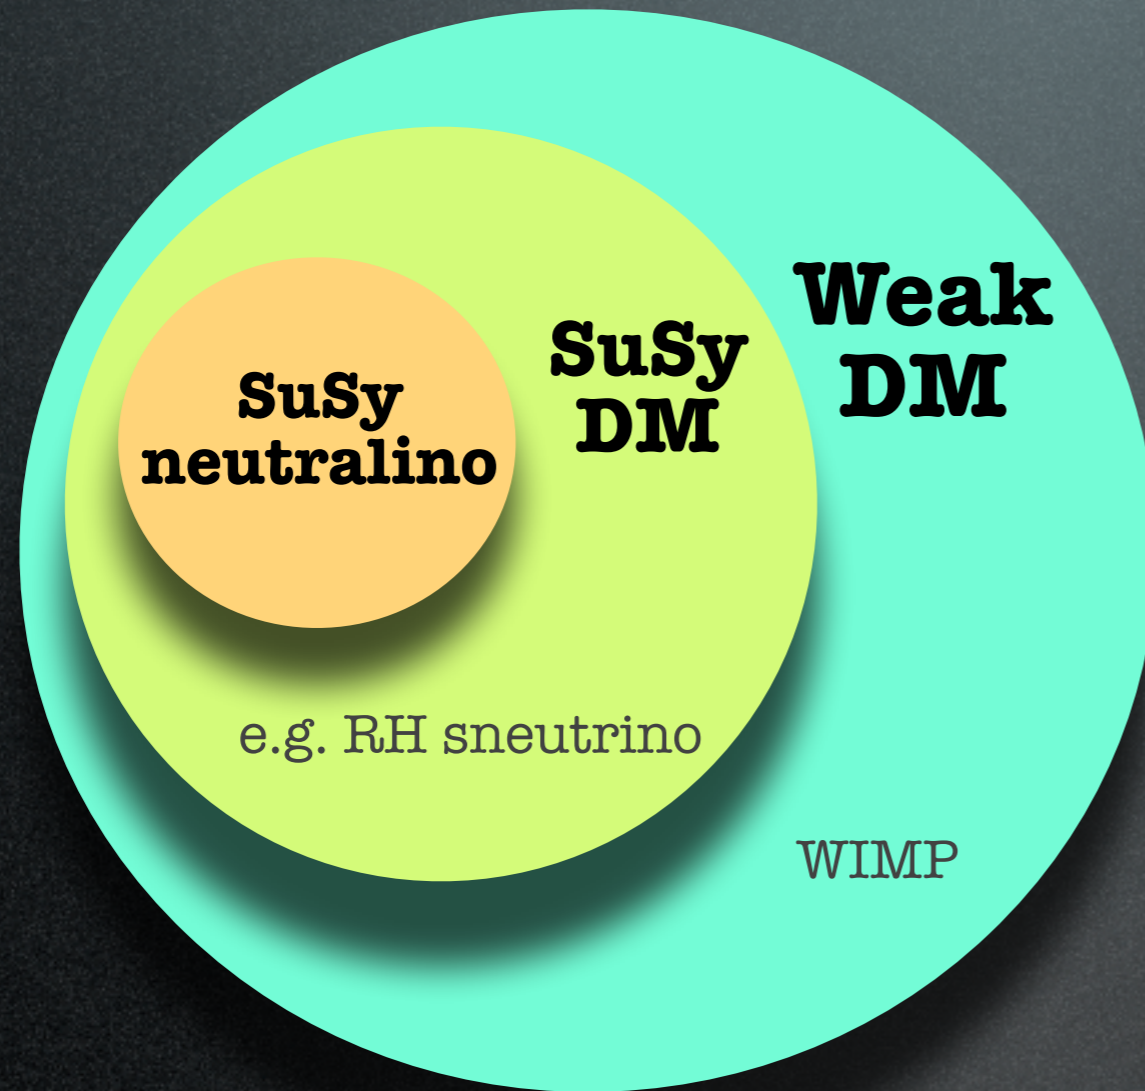 Weak
DM
SuSy
DM
SuSy
neutralino
e.g. RH sneutrino
WIMP